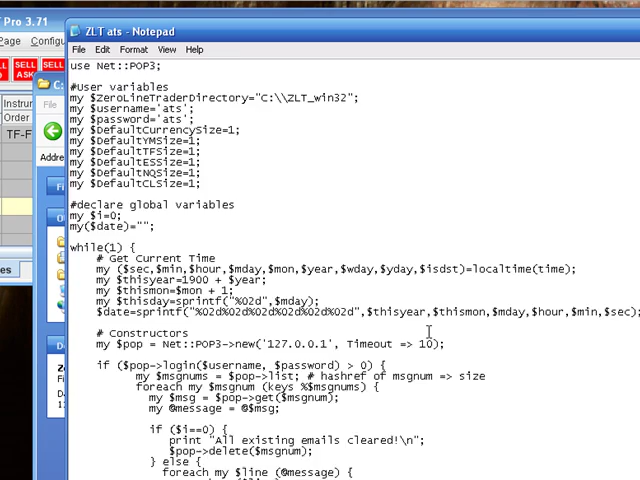 Pro 3.71
Page Configu
SELL
ASK
SELL
Instrum
Order
TF-F
C:
File
Addre
es
ZLT ats - Notepad
File Edit Format View Help
use Net::POP3;
#User variables
my $ZeroLineTraderDirectory="C:\\ZLT_win32";
my $username='ats';
my $password='ats';
my $DefaultCurrencySize=1;
my $DefaultYMSize=1;
my $DefaultTFSize=1;
my $DefaultESSize=1;
my $DefaultNQSize=1;
my $DefaultCLSize=1;
#declare global variables
my $i=0;
my($date)="";
while(1) {
# Get Current Time
my ($sec,$min,$hour,$mday,$mon,$year,$wday,$yday,$isdst)=localtime(time);
my $thisyear=1900 + $year;
my $thismon=$mon + 1;
my $thisday=sprintf("%02d",$mday);
$date=sprintf("%02d%02d%02d%02d%02d%02d",$thisyear,$thismon,$mday,$hour,$min,$sec);
# Constructors
my $pop = Net::POP3->new('127.0.0.1', Timeout => 10);
if ($pop->login($username, $password) > 0) {
my $msgnums = $pop->list; # hashref of msgnum => size
foreach my $msgnum (keys %$msgnums) {
my $msg = $pop->get($msgnum);
my @message = @$msg;
if ($i==0) {
print "All existing emails cleared!\n";
$pop->delete($msgnum);
} else {
foreach my $line (@message) {